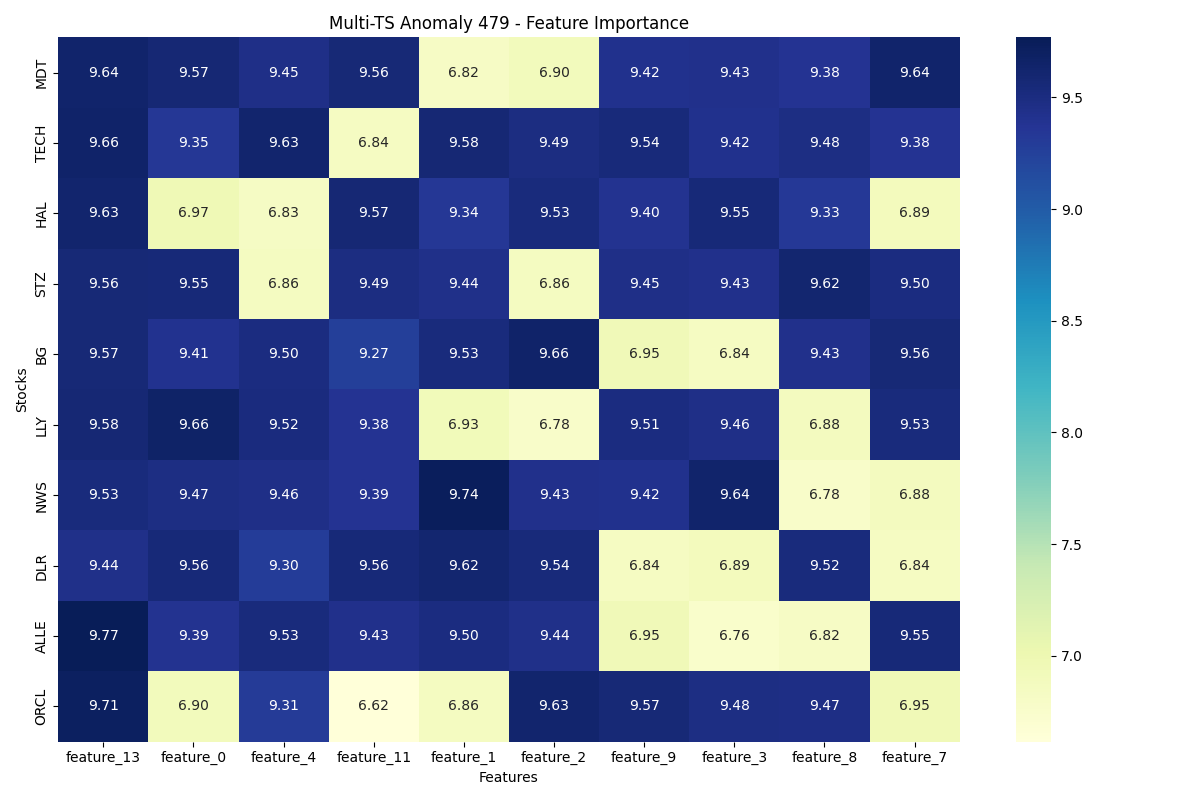 Multi-TS Anomaly 479 - Feature Importance
Stocks
MDT 9.64 9.57 9.45 9.56 6.82 6.90 9.42 9.43 9.38 9.64
TECH 9.66 9.35 9.63 6.84 9.58 9.49 9.54 9.42 9.48 9.38
HAL 9.63 6.97 6.83 9.57 9.34 9.53 9.40 9.55 9.33 6.89
STZ 9.56 9.55 6.86 9.49 9.44 6.86 9.45 9.43 9.62 9.50
BG 9.57 9.41 9.50 9.27 9.53 9.66 6.95 6.84 9.43 9.56
LLY 9.58 9.66 9.52 9.38 6.93 6.78 9.51 9.46 6.88 9.53
NWS 9.53 9.47 9.46 9.39 9.74 9.43 9.42 9.64 6.78 6.88
DLR 9.44 9.56 9.30 9.56 9.62 9.54 6.84 6.89 9.52 6.84
ALLE 9.77 9.39 9.53 9.43 9.50 9.44 6.95 6.76 6.82 9.55
ORCL 9.71 6.90 9.31 6.62 6.86 9.63 9.57 9.48 9.47 6.95
feature_13 feature_0 feature_4 feature_11 feature_1 feature_2 feature_9 feature_3 feature_8 feature_7
Features
9.5
9.0
8.5
8.0
7.5
7.0